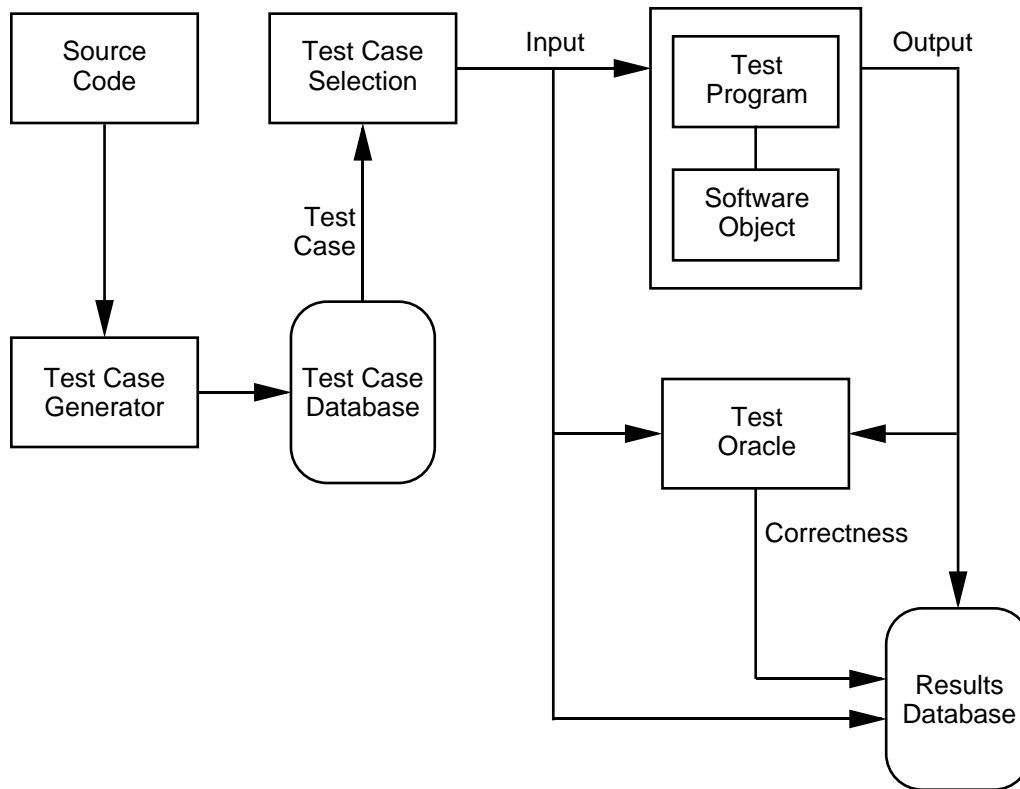 Source
Code
Test Case
Selection
Input
Test
Program
Output
Software
Object
Test
Case
Test Case
Generator
Test Case
Database
Test
Oracle
Correctness
Results
Database